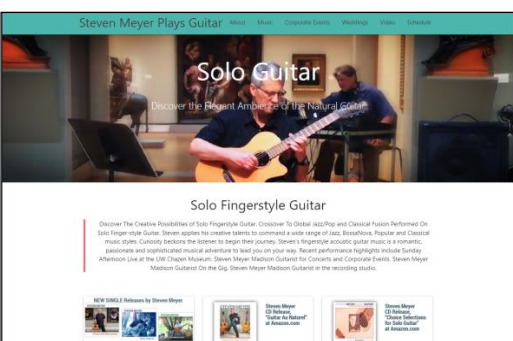 Steven Meyer Plays Guitar About Music Corporate Events Weddings Video Schedule
Solo Guitar
Discover the Elegant Ambience of the Natural Guitar
Solo Fingerstyle Guitar
Discover The Creative Possibilities of Solo Fingerstyle Guitar. Crossover To Global Jazz/Pop and Classical Fusion Performed On
Solo Finger-style Guitar. Steven applies his creative talents to command a wide range of Jazz, BossaNova, Popular and Classical
music styles. Curiosity beckons the listener to begin their journey. Steven's fingerstyle acoustic guitar music is a romantic,
passionate and sophisticated musical adventure to lead you on your way. Recent performance highlights include Sunday
Afternoon Live at the UW Chazen Museum. Steven Meyer Madison Guitarist for Concerts and Corporate Events. Steven Meyer
Madison Guitarist On the Gig. Steven Meyer Madison Guitarist in the recording studio.
NEW SINGLE Releases by Steven Meyer
Steven Meyer
CD Release,
"Guitar Au Naturel"
at Amazon.com
Steven Meyer
CD Release,
"Choice Selections
for Solo Guitar"
at Amazon.com